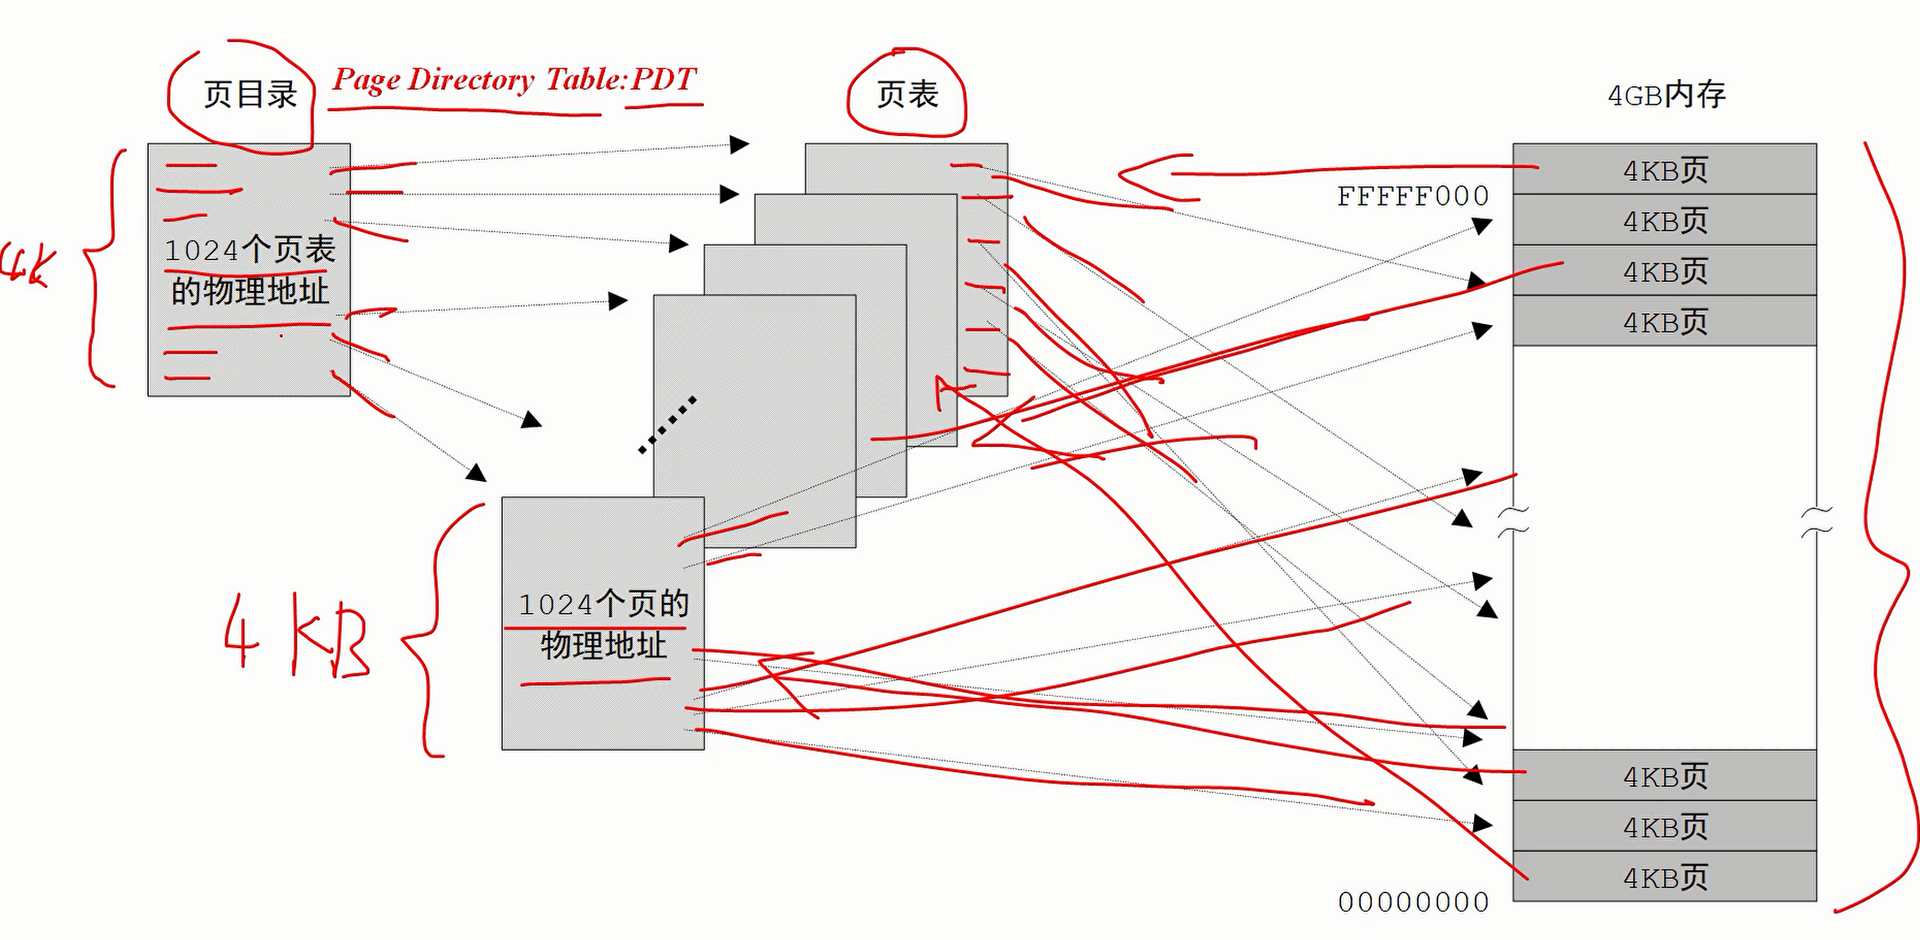 页目录
Page Directory Table:PDT
页表
4GB内存
4K
1024个页表
的物理地址
FFFFF000
4KB页
4KB页
4KB页
4KB页
4KB
1024个页的
物理地址
4KB页
4KB页
4KB页
00000000